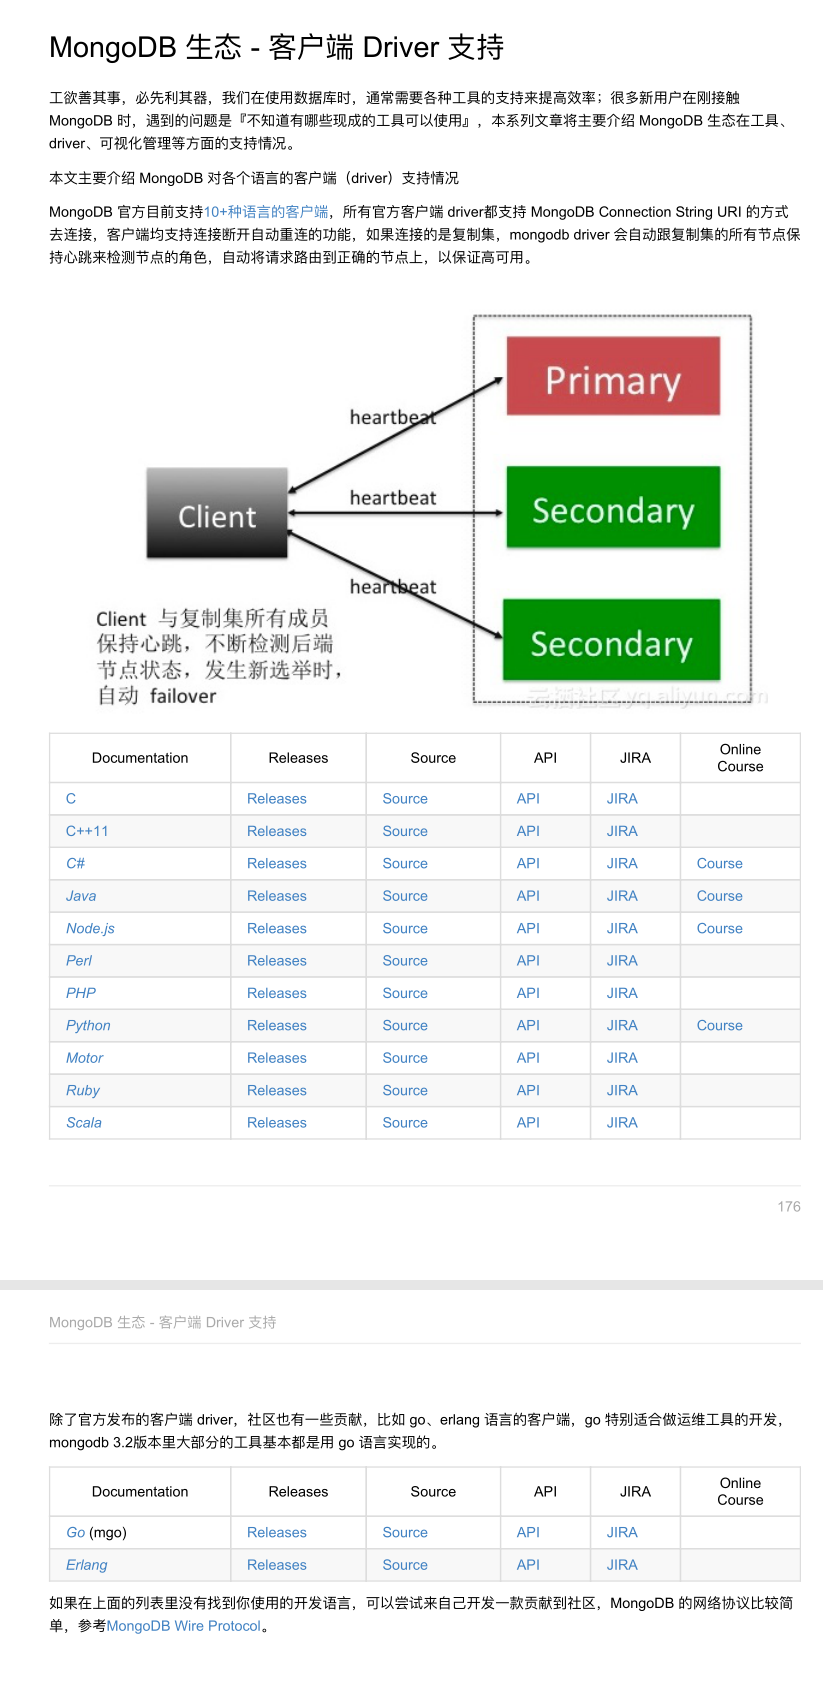 MongoDB 生态 - 客户端 Driver 支持
工欲善其事，必先利其器，我们在使用数据库时，通常需要各种工具的支持来提高效率；很多新用户在刚接触
MongoDB 时，遇到的问题是『不知道有哪些现成的工具可以使用』，本系列文章将主要介绍 MongoDB 生态在工具、
driver、可视化管理等方面的支持情况。
本文主要介绍 MongoDB 对各个语言的客户端（driver）支持情况
MongoDB 官方目前支持10+种语言的客户端，所有官方客户端 driver都支持 MongoDB Connection String URI 的方式
去连接，客户端均支持连接断开自动重连的功能，如果连接的是复制集，mongodb driver 会自动跟复制集的所有节点保
持心跳来检测节点的角色，自动将请求路由到正确的节点上，以保证高可用。
Primary
heartbeat
Client
heartbeat
Secondary
heartbeat
Secondary
Client 与复制集所有成员
保持心跳，不断检测后端
节点状态，发生新选举时，
自动 failover
云栖社区 yq.aliyun.com
Documentation Releases Source API JIRA Online Course
C Releases Source API JIRA
C++11 Releases Source API JIRA
C# Releases Source API JIRA Course
Java Releases Source API JIRA Course
Node.js Releases Source API JIRA Course
Perl Releases Source API JIRA
PHP Releases Source API JIRA
Python Releases Source API JIRA Course
Motor Releases Source API JIRA
Ruby Releases Source API JIRA
Scala Releases Source API JIRA
176
MongoDB 生态 - 客户端 Driver 支持
除了官方发布的客户端 driver，社区也有一些贡献，比如 go、erlang 语言的客户端，go 特别适合做运维工具的开发，
mongodb 3.2版本里大部分的工具基本都是用 go 语言实现的。
Documentation Releases Source API JIRA Online Course
Go (mgo) Releases Source API JIRA
Erlang Releases Source API JIRA
如果在上面的列表里没有找到你使用的开发语言，可以尝试来自己开发一款贡献到社区，MongoDB 的网络协议比较简
单，参考MongoDB Wire Protocol。